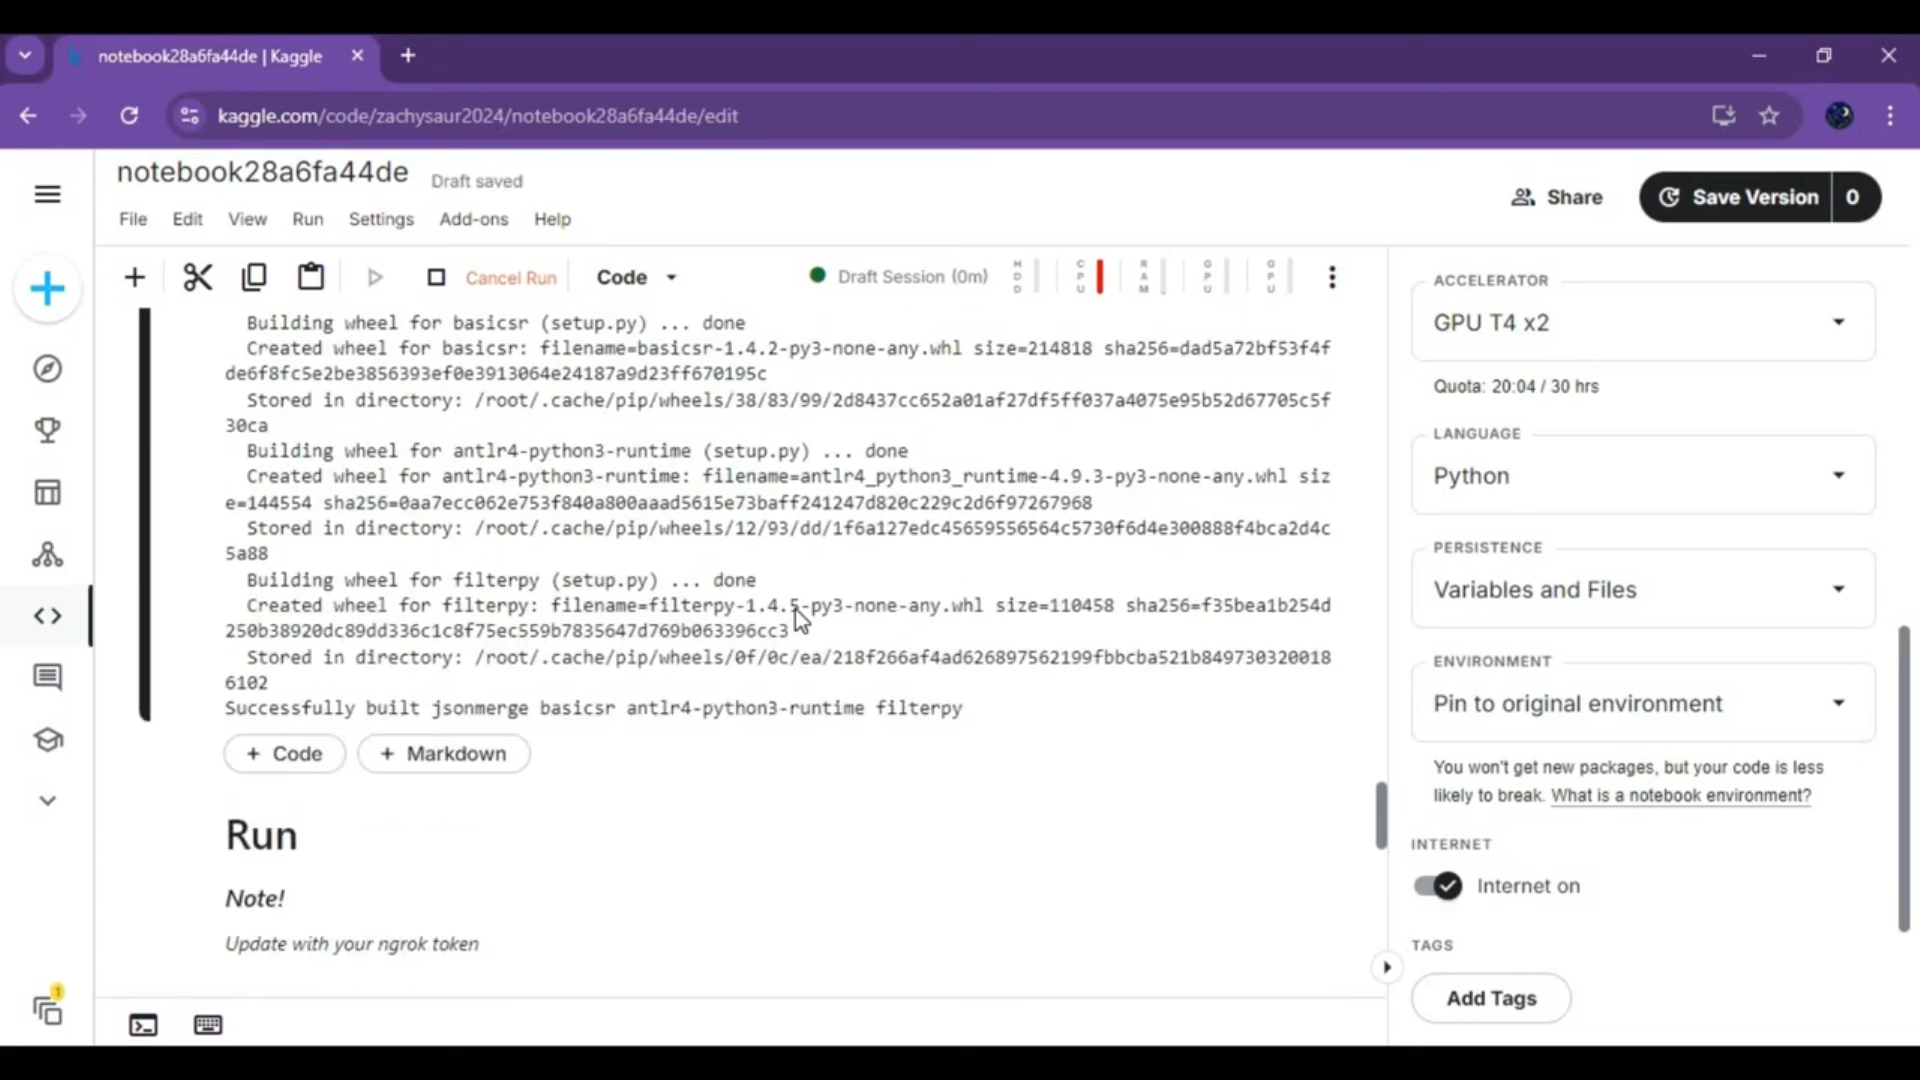 notebook28a6fa44de | Kaggle
kaggle.com/code/zachysaur2024/notebook28a6fa44de/edit
notebook28a6fa44de
Draft saved
File Edit View Run Settings Add-ons Help
Share
Save Version 0
Cancel Run
Code
Draft Session (0m)
HDD
CPU
RAM
GPU
GPU
Building wheel for basicsr (setup.py) ... done
Created wheel for basicsr: filename=basicsr-1.4.2-py3-none-any.whl size=214818 sha256=dad5a72bf53f4f
de6f8fc5e2be3856393ef0e3913064e24187a9d23ff670195c
Stored in directory: /root/.cache/pip/wheels/38/83/99/2d8437cc652a01af27df5ff037a4075e95b52d67705c5f
30ca
Building wheel for antlr4-python3-runtime (setup.py) ... done
Created wheel for antlr4-python3-runtime: filename=antlr4_python3_runtime-4.9.3-py3-none-any.whl siz
e=144554 sha256=0aa7ecc062e753f840a800aaad5615e73baff241247d820c229c2d6f97267968
Stored in directory: /root/.cache/pip/wheels/12/93/dd/1f6a127edc45659556564c5730f6d4e300888f4bca2d4c
5a88
Building wheel for filterpy (setup.py) ... done
Created wheel for filterpy: filename=filterpy-1.4.5-py3-none-any.whl size=110458 sha256=f35bea1b254d
250b38920dc89dd336c1c8f75ec559b7835647d769b063396cc3
Stored in directory: /root/.cache/pip/wheels/0f/0c/ea/218f266af4ad626897562199fbbcba521b849730320018
6102
Successfully built jsonmerge basicsr antlr4-python3-runtime filterpy
+ Code
+ Markdown
Run
Note!
Update with your ngrok token
ACCELERATOR
GPU T4 x2
Quota: 20:04 / 30 hrs
LANGUAGE
Python
PERSISTENCE
Variables and Files
ENVIRONMENT
Pin to original environment
You won't get new packages, but your code is less
likely to break. What is a notebook environment?
INTERNET
Internet on
TAGS
Add Tags
1